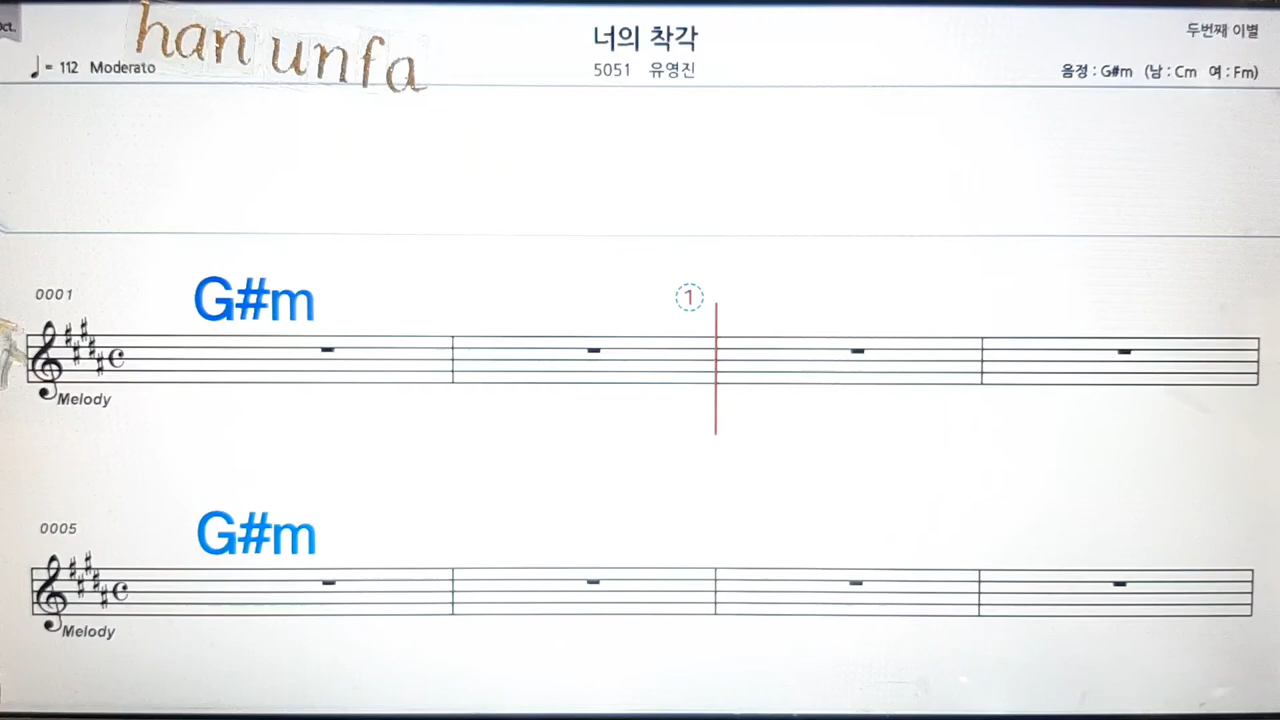 Oct.
han unfa
너의 착각
두번째 이별
♩= 112 Moderato
5051 유영진
음정 : G#m (남 : Cm 여 : Fm)
0001
G#m
1
Melody
0005
G#m
Melody